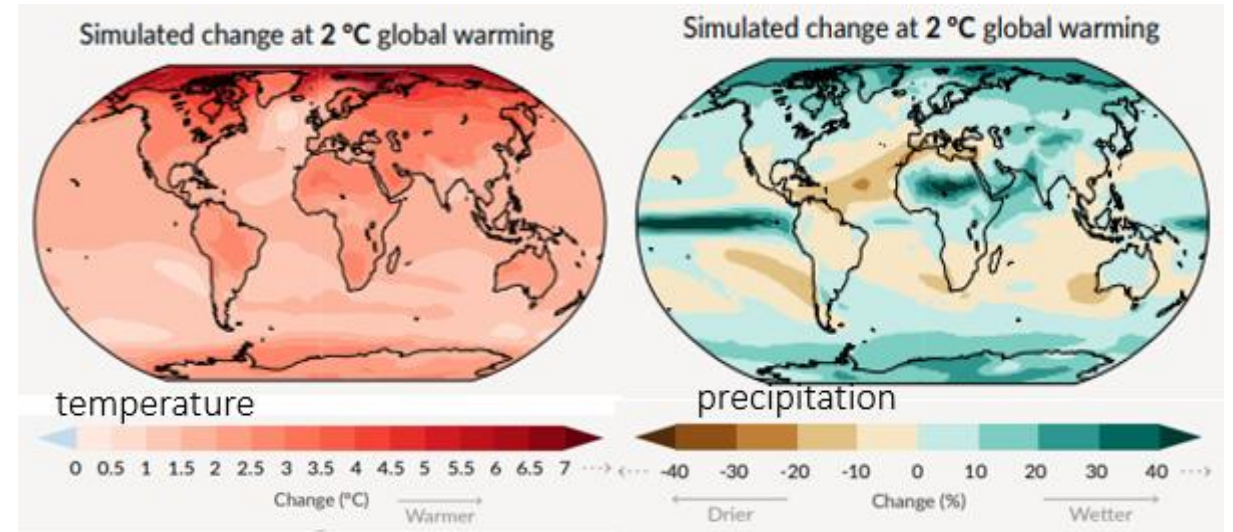 Simulated change at 2 °C global warming
temperature
0 0.5 1 1.5 2 2.5 3 3.5 4 4.5 5 5.5 6 6.5 7
Change (°C)
Warmer
Simulated change at 2 °C global warming
precipitation
-40 -30 -20 -10 0 10 20 30 40
Change (%)
Drier
Wetter